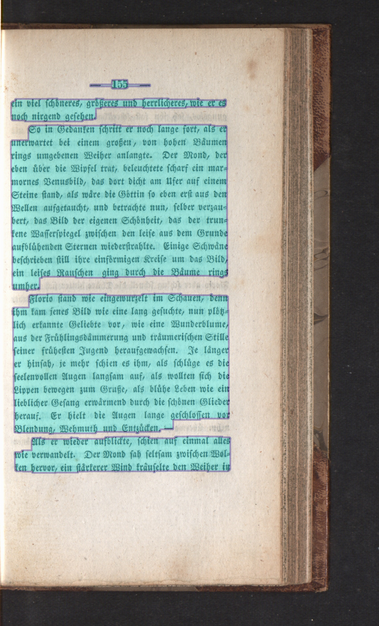 155
ein viel schöneres, größeres und herrlicheres, wie er es
noch nirgend gesehen.
So in Gedanken schritt er noch lange fort, als er
unerwartet bei einem großen, von hohen Bäumen
rings umgebenen Weiher anlangte. Der Mond, der
eben über die Wipfel trat, beleuchtete scharf ein mar-
mornes Venusbild, das dort dicht am Ufer auf einem
Steine stand, als wäre die Göttin so eben erst aus den
Wellen aufgetaucht, und betrachte nun, selber verzau-
bert, das Bild der eigenen Schönheit, das der trun-
kene Wasserspiegel zwischen den leise aus dem Grunde
aufblühenden Sternen wiederstrahlte. Einige Schwäne
beschrieben still ihre einförmigen Kreise um das Bild,
ein leises Rauschen ging durch die Bäume rings
umher.
Florio stand wie eingewurzelt im Schauen, denn
ihm kam jenes Bild wie eine lang gesuchte, nun plötz-
lich erkannte Geliebte vor, wie eine Wunderblume,
aus der Frühlingsdämmerung und träumerischen Stille
seiner frühesten Jugend heraufgewachsen. Je länger
er hinsah, je mehr schien es ihm, als schlüge es die
seelenvollen Augen langsam auf, als wollten sich die
Lippen bewegen zum Gruße, als blühe Leben wie ein
lieblicher Gesang erwärmend durch die schönen Glieder
herauf. Er hielt die Augen lange geschlossen vor
Blendung, Wehmuth und Entzücken. —
Als er wieder aufblickte, schien auf einmal alles
wie verwandelt. Der Mond sah seltsam zwischen Wol-
ken hervor, ein stärkerer Wind kräuselte den Weiher in